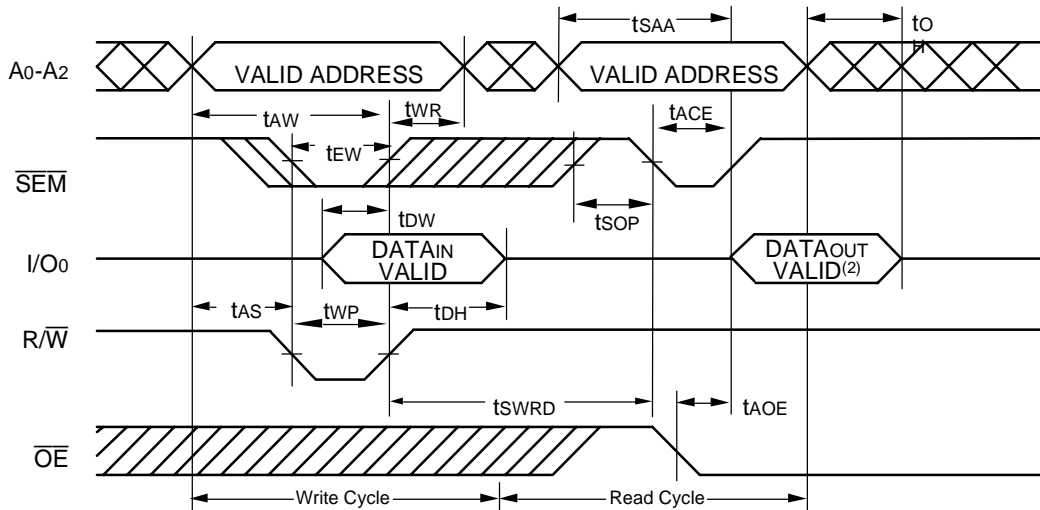 tSAA
tOH
A0-A2
VALID ADDRESS
VALID ADDRESS
tAW
tWR
tACE
tEW
SEM
tDW
tSOP
I/O0
DATAIN
VALID
DATAOUT
VALID(2)
tAS
tWP
tDH
R/W
tSWRD
tAOE
OE
Write Cycle
Read Cycle